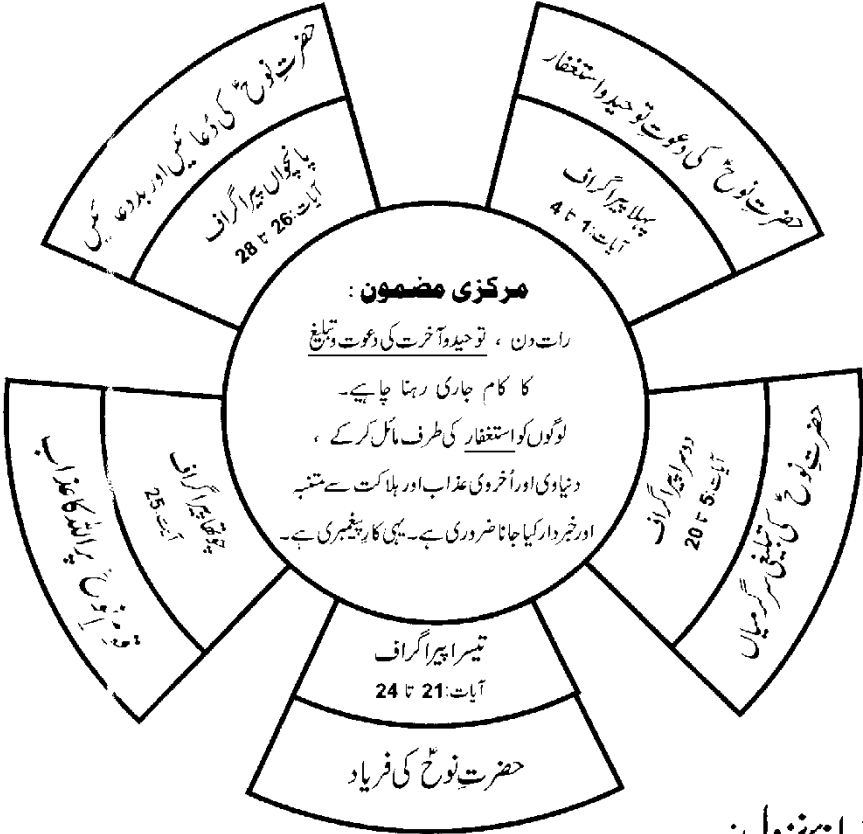 حضرتِ نوحؑ کی دعوتِ توحید و استغفار
پہلا پیراگراف
آیات: 1 تا 4
حضرتِ نوحؑ کی تبلیغی سرگرمیاں
دوسرا پیراگراف
آیات: 5 تا 20
تیسرا پیراگراف
آیات: 21 تا 24
حضرتِ نوحؑ کی فریاد
قومِ نوحؑ پر اللہ کا عذاب
چوتھا پیراگراف
آیت: 25
حضرتِ نوحؑ کی دُعائیں اور بددعائیں
پانچواں پیراگراف
آیات: 26 تا 28
مرکزی مضمون :
رات دن ، توحید و آخرت کی دعوت و تبلیغ
کا کام جاری رہنا چاہیے۔
لوگوں کو استغفار کی طرف مائل کر کے ،
دنیاوی اور اُخروی عذاب اور ہلاکت سے متنبہ
اور خبردار کیا جانا ضروری ہے۔ یہی کارِ پیغمبری ہے۔